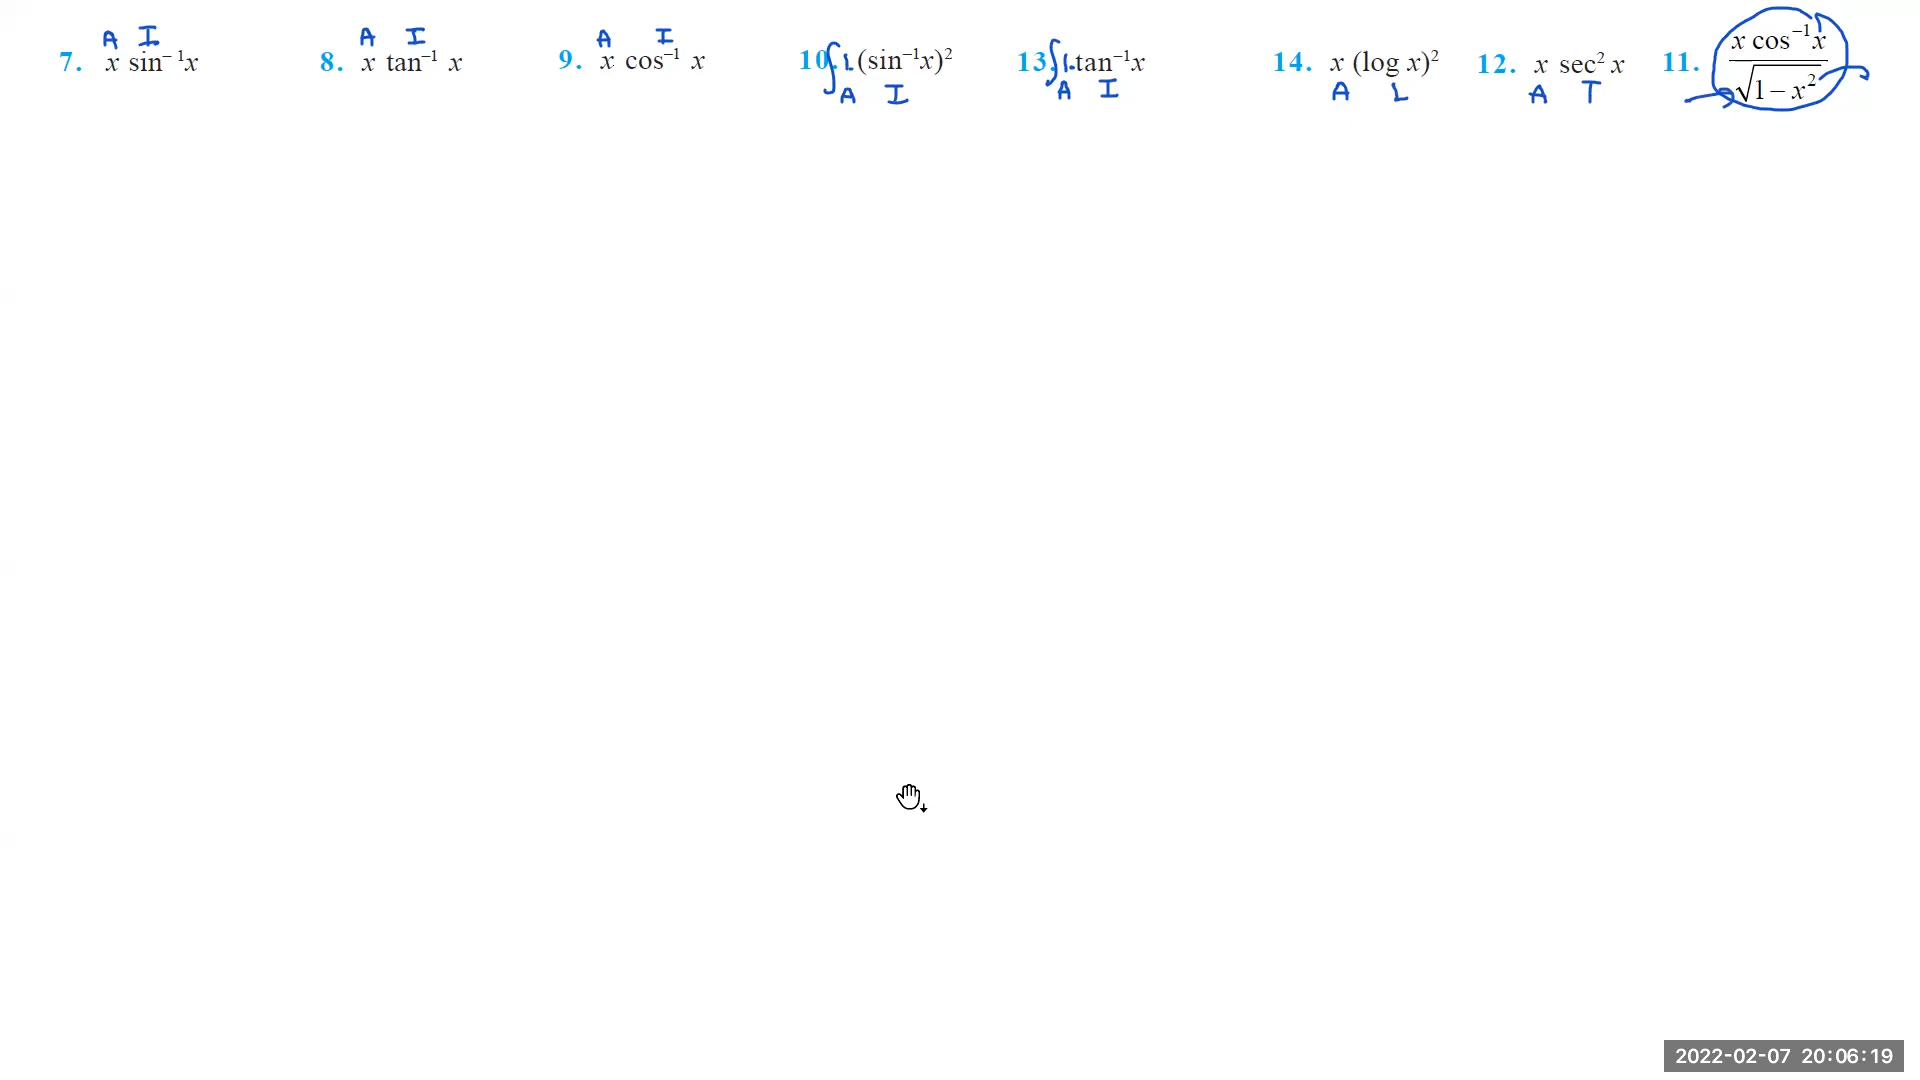 A I A I A I
7. x sin⁻¹x 8. x tan⁻¹ x 9. x cos⁻¹ x 10. ∫1(sin⁻¹x)² 13. ∫1.tan⁻¹x 14. x (log x)² 12. x sec² x 11. x cos⁻¹x / √1 – x²
A I A I A L A T
2022-02-07 20:06:19